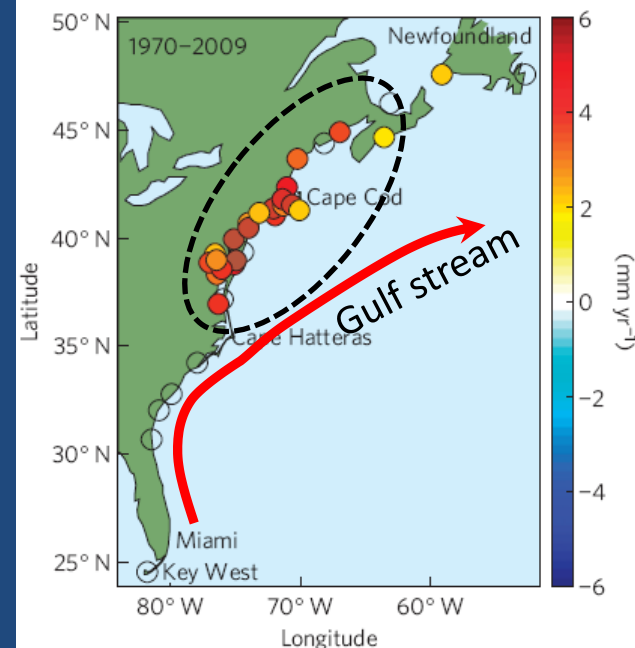 50° N
45° N
40° N
35° N
30° N
25° N
Latitude
1970–2009
Newfoundland
Cape Cod
Gulf stream
Cape Hatteras
Miami
Key West
80° W 70° W 60° W
Longitude
6
4
2
0
−2
−4
−6
(mm yr⁻¹)